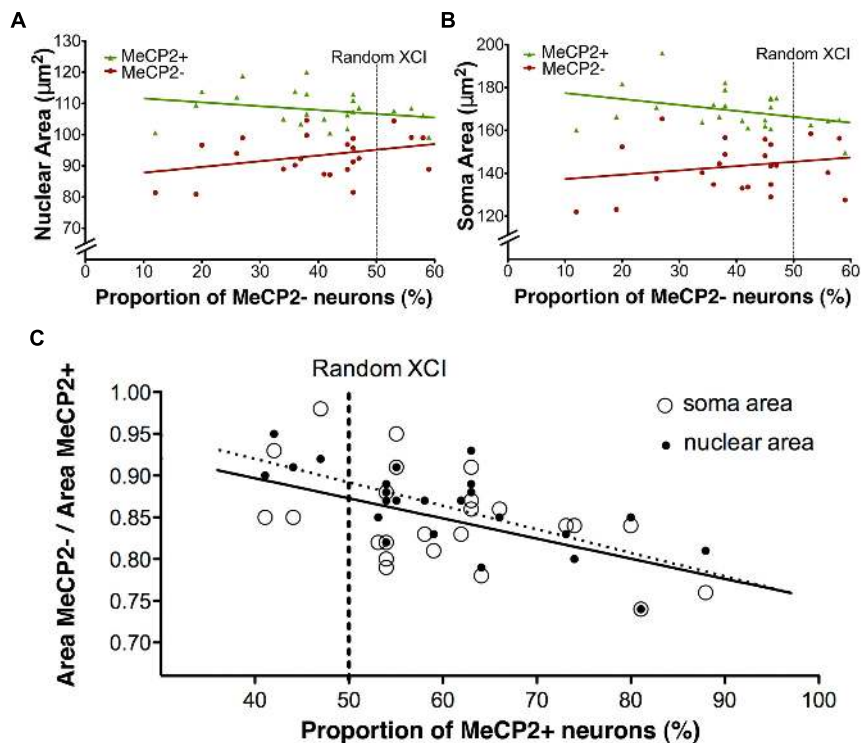 A
MeCP2+
MeCP2-
Random XCI
Nuclear Area (μm²)
130
120
110
100
90
80
70
0 10 20 30 40 50 60
Proportion of MeCP2- neurons (%)
B
MeCP2+
MeCP2-
Random XCI
Soma Area (μm²)
200
180
160
140
120
0 10 20 30 40 50 60
Proportion of MeCP2- neurons (%)
C
Random XCI
soma area
nuclear area
Area MeCP2- / Area MeCP2+
1.00
0.95
0.90
0.85
0.80
0.75
0.70
40 50 60 70 80 90 100
Proportion of MeCP2+ neurons (%)